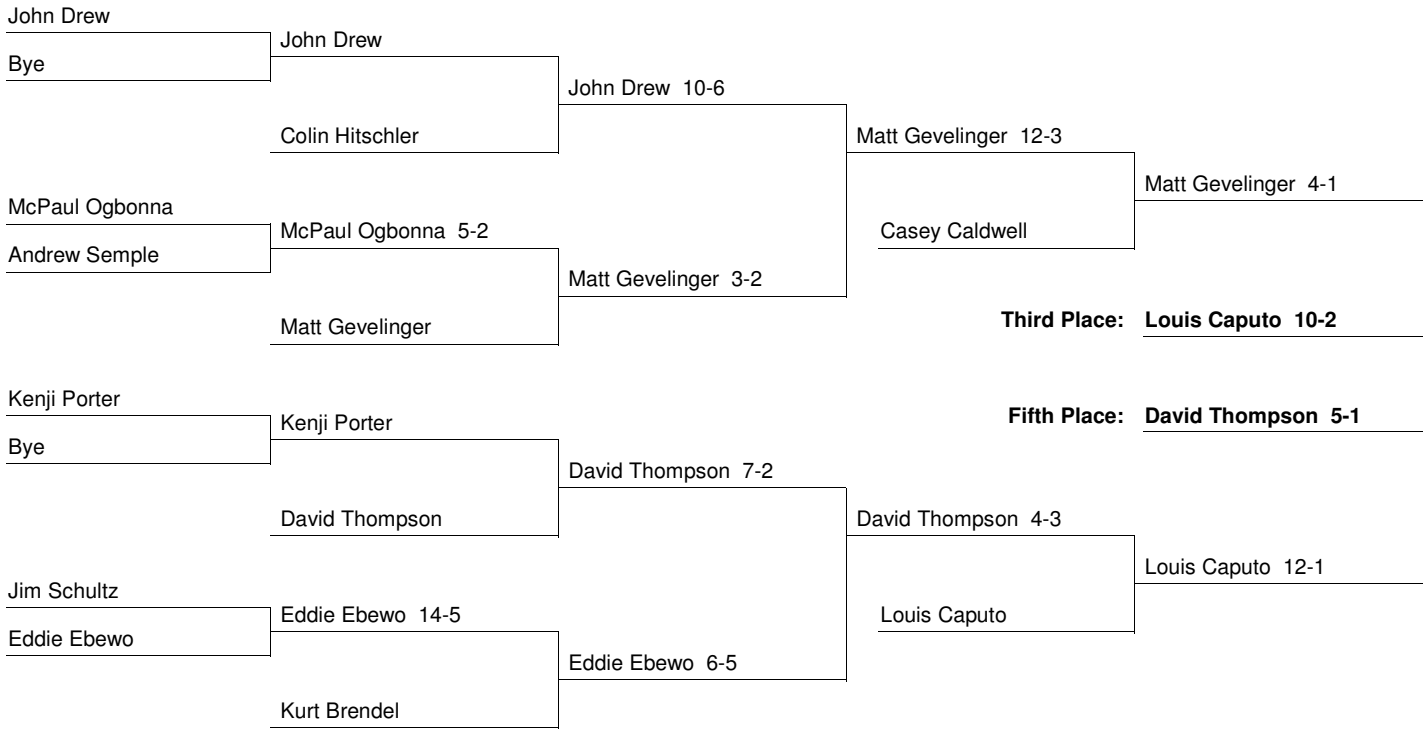 John Drew
Bye
John Drew
Colin Hitschler
John Drew 10-6
McPaul Ogbonna
Andrew Semple
McPaul Ogbonna 5-2
Matt Gevelinger
Matt Gevelinger 3-2
Matt Gevelinger 12-3
Casey Caldwell
Matt Gevelinger 4-1
Third Place: Louis Caputo 10-2
Fifth Place: David Thompson 5-1
Kenji Porter
Bye
Kenji Porter
David Thompson
David Thompson 7-2
Jim Schultz
Eddie Ebewo
Eddie Ebewo 14-5
Kurt Brendel
Eddie Ebewo 6-5
David Thompson 4-3
Louis Caputo
Louis Caputo 12-1